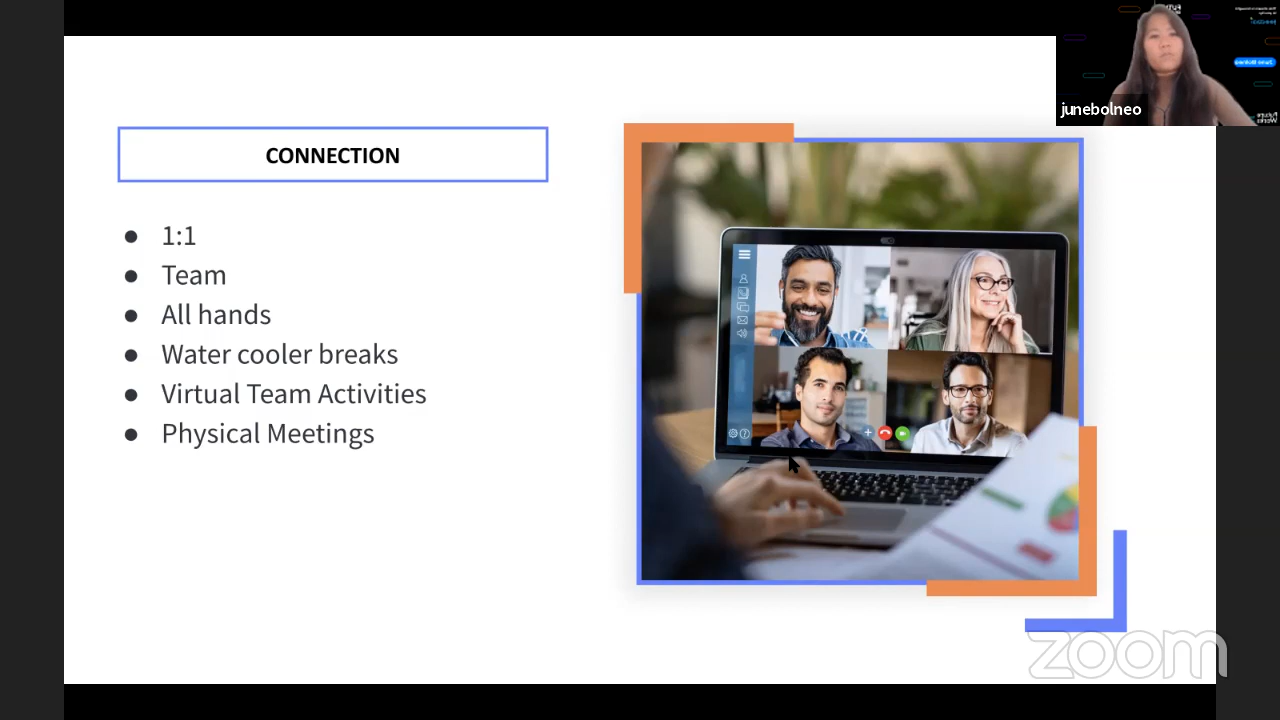 CONNECTION
● 1:1
● Team
● All hands
● Water cooler breaks
● Virtual Team Activities
● Physical Meetings
junebolneo
zoom